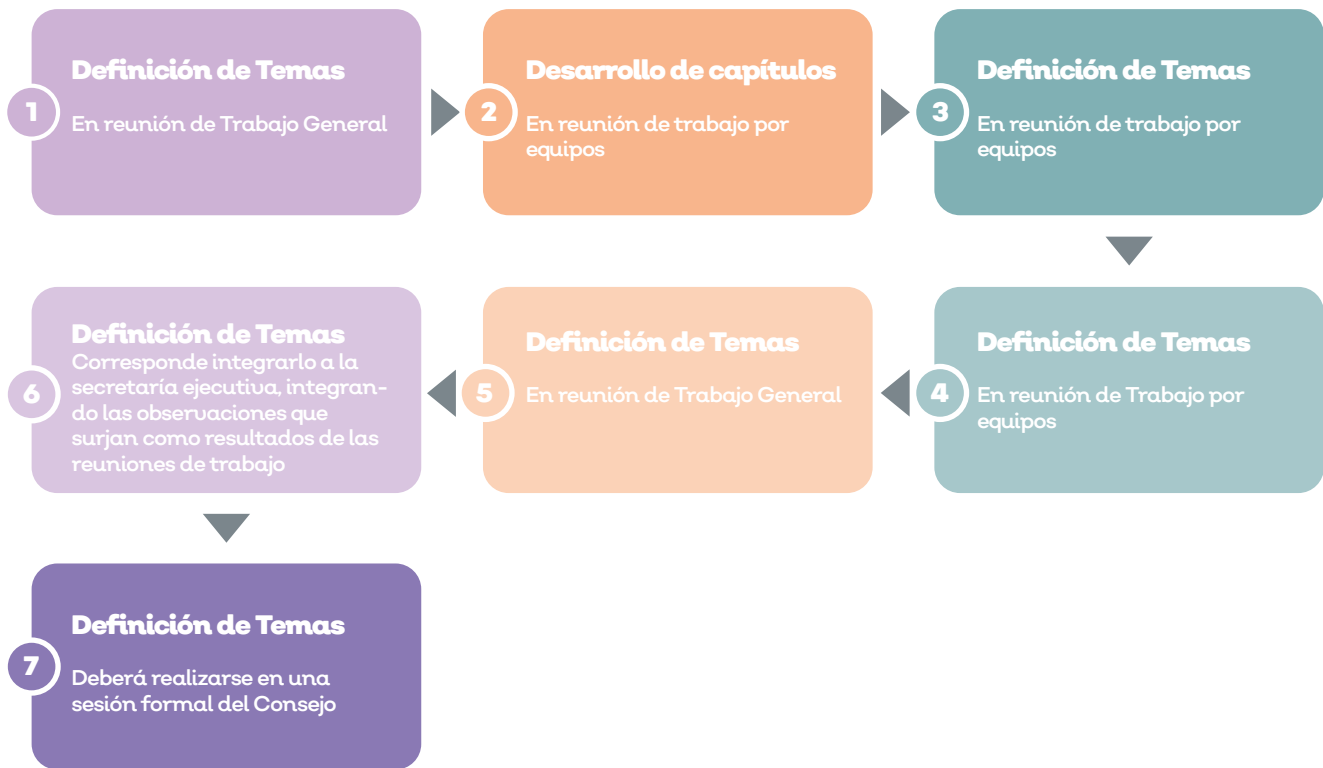 1
Definición de Temas
En reunión de Trabajo General
2
Desarrollo de capítulos
En reunión de trabajo por
equipos
3
Definición de Temas
En reunión de trabajo por
equipos
4
Definición de Temas
En reunión de Trabajo por
equipos
5
Definición de Temas
En reunión de Trabajo General
6
Definición de Temas
Corresponde integrarlo a la
secretaría ejecutiva, integran-
do las observaciones que
surjan como resultados de las
reuniones de trabajo
7
Definición de Temas
Deberá realizarse en una
sesión formal del Consejo